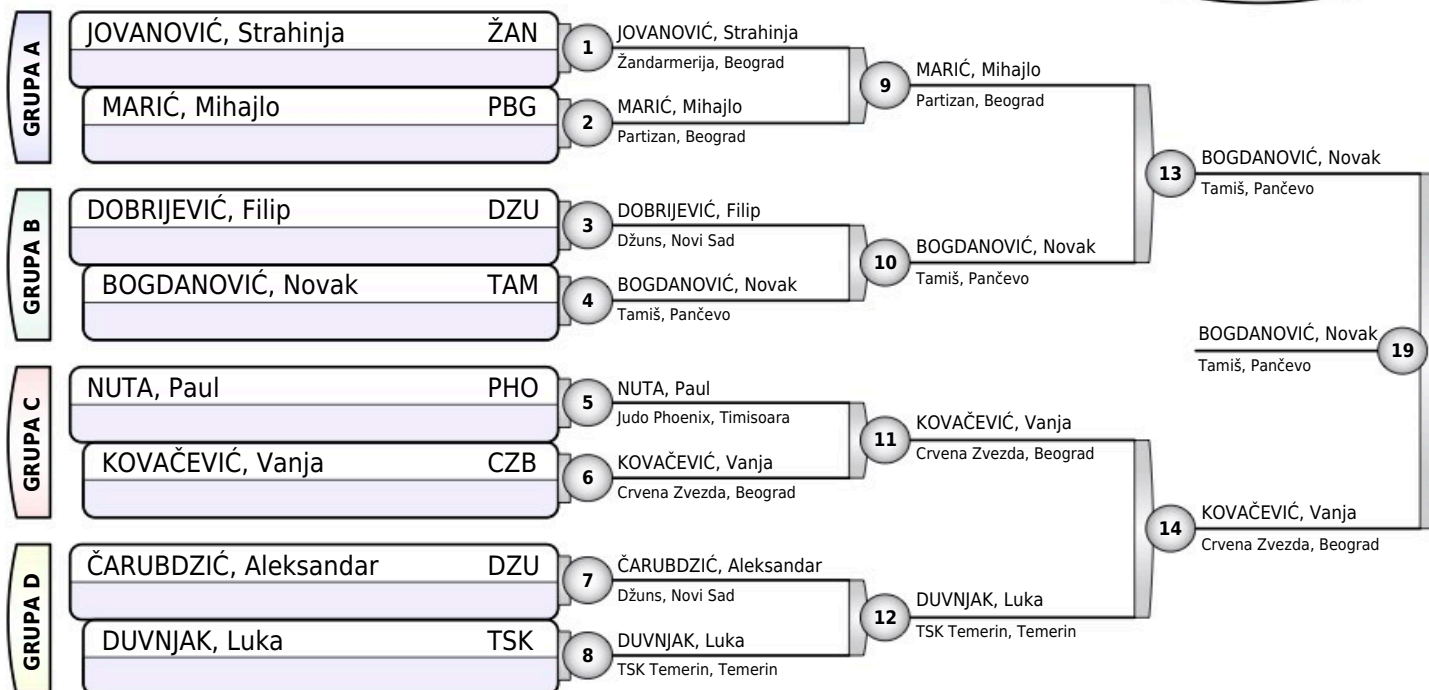 GRUPA A
JOVANOVIĆ, Strahinja ŽAN
MARIĆ, Mihajlo PBG
1
JOVANOVIĆ, Strahinja
Žandarmerija, Beograd
2
MARIĆ, Mihajlo
Partizan, Beograd
9
MARIĆ, Mihajlo
Partizan, Beograd
GRUPA B
DOBRIJEVIĆ, Filip DZU
BOGDANOVIĆ, Novak TAM
3
DOBRIJEVIĆ, Filip
Džuns, Novi Sad
4
BOGDANOVIĆ, Novak
Tamiš, Pančevo
10
BOGDANOVIĆ, Novak
Tamiš, Pančevo
13
BOGDANOVIĆ, Novak
Tamiš, Pančevo
GRUPA C
NUTA, Paul PHO
KOVAČEVIĆ, Vanja CZB
5
NUTA, Paul
Judo Phoenix, Timisoara
6
KOVAČEVIĆ, Vanja
Crvena Zvezda, Beograd
11
KOVAČEVIĆ, Vanja
Crvena Zvezda, Beograd
GRUPA D
ČARUBDZIĆ, Aleksandar DZU
DUVNJAK, Luka TSK
7
ČARUBDZIĆ, Aleksandar
Džuns, Novi Sad
8
DUVNJAK, Luka
TSK Temerin, Temerin
12
DUVNJAK, Luka
TSK Temerin, Temerin
14
KOVAČEVIĆ, Vanja
Crvena Zvezda, Beograd
BOGDANOVIĆ, Novak
Tamiš, Pančevo
19